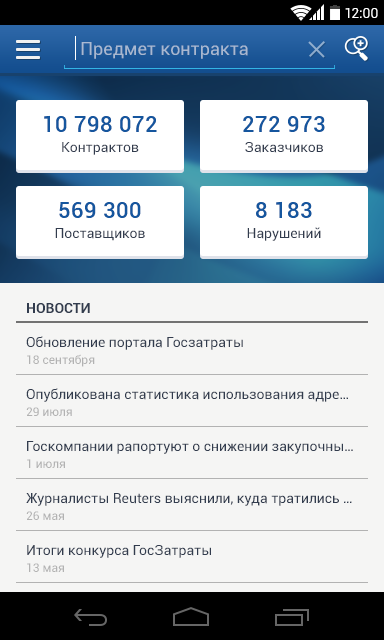 12:00
Предмет контракта
10 798 072
Контрактов
272 973
Заказчиков
569 300
Поставщиков
8 183
Нарушений
НОВОСТИ
Обновление портала Госзатраты
18 сентября
Опубликована статистика использования адре...
29 июля
Госкомпании рапортуют о снижении закупочны...
1 июля
Журналисты Reuters выяснили, куда тратились ...
26 мая
Итоги конкурса ГосЗатраты
13 мая